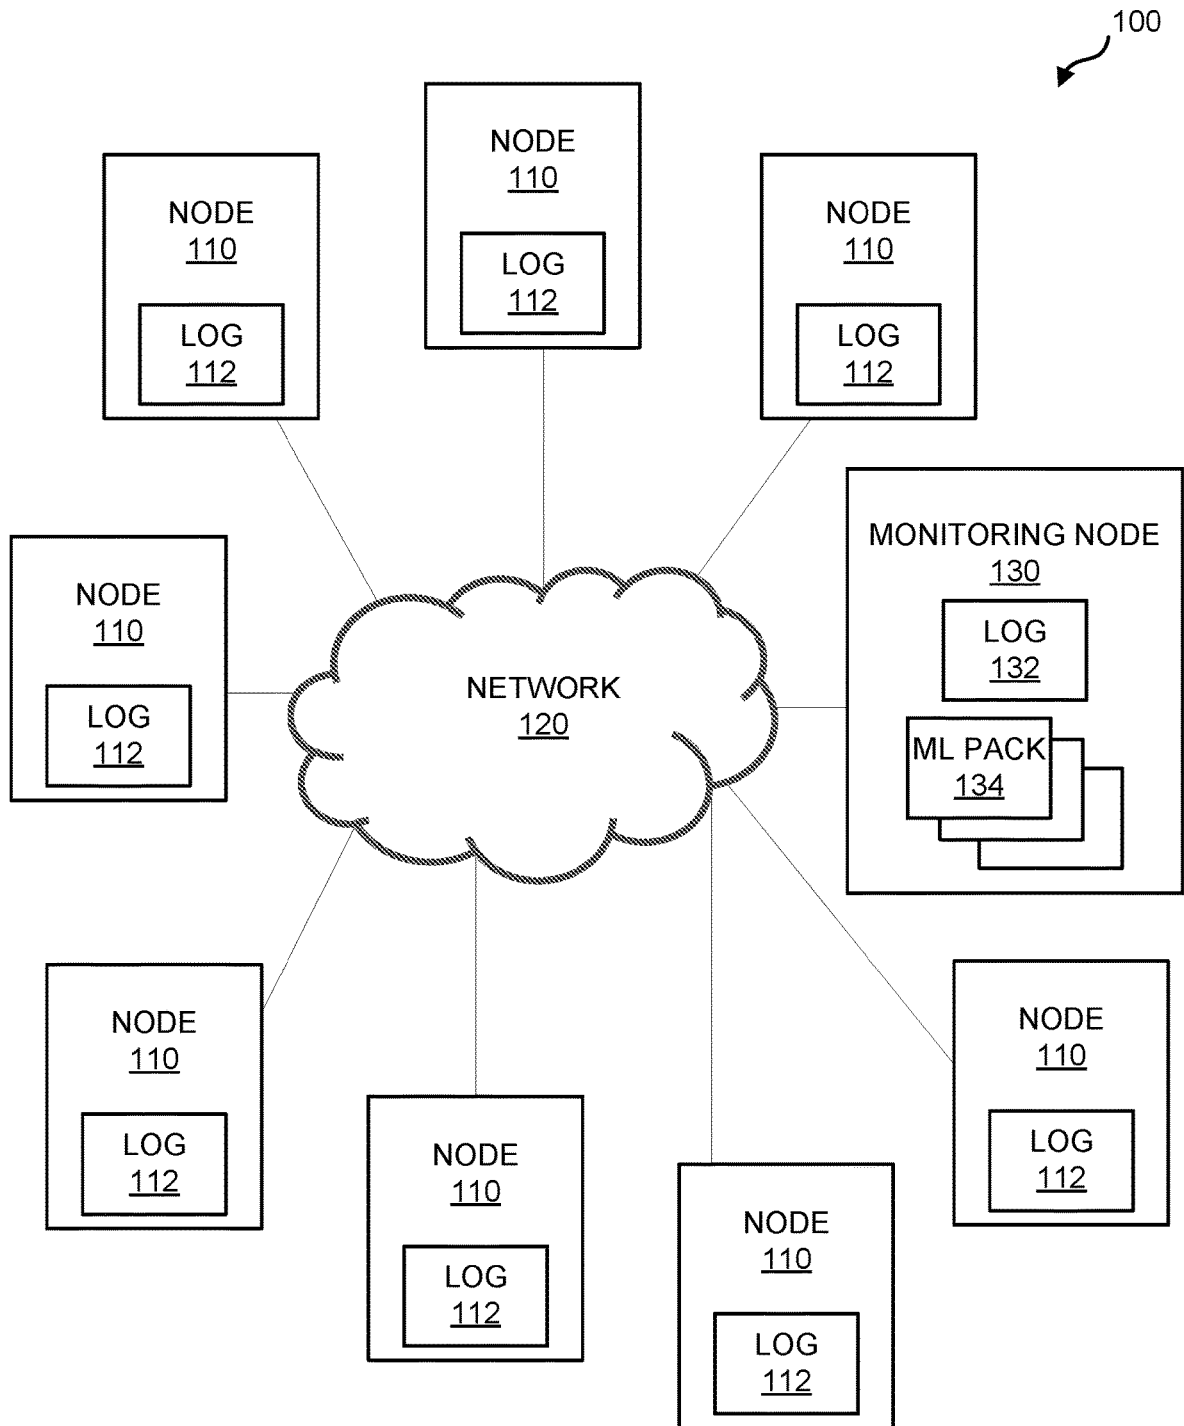 100
NODE
110
LOG
112
NODE
110
LOG
112
NODE
110
LOG
112
MONITORING NODE
130
LOG
132
ML PACK
134
NODE
110
LOG
112
NETWORK
120
NODE
110
LOG
112
NODE
110
LOG
112
NODE
110
LOG
112
NODE
110
LOG
112